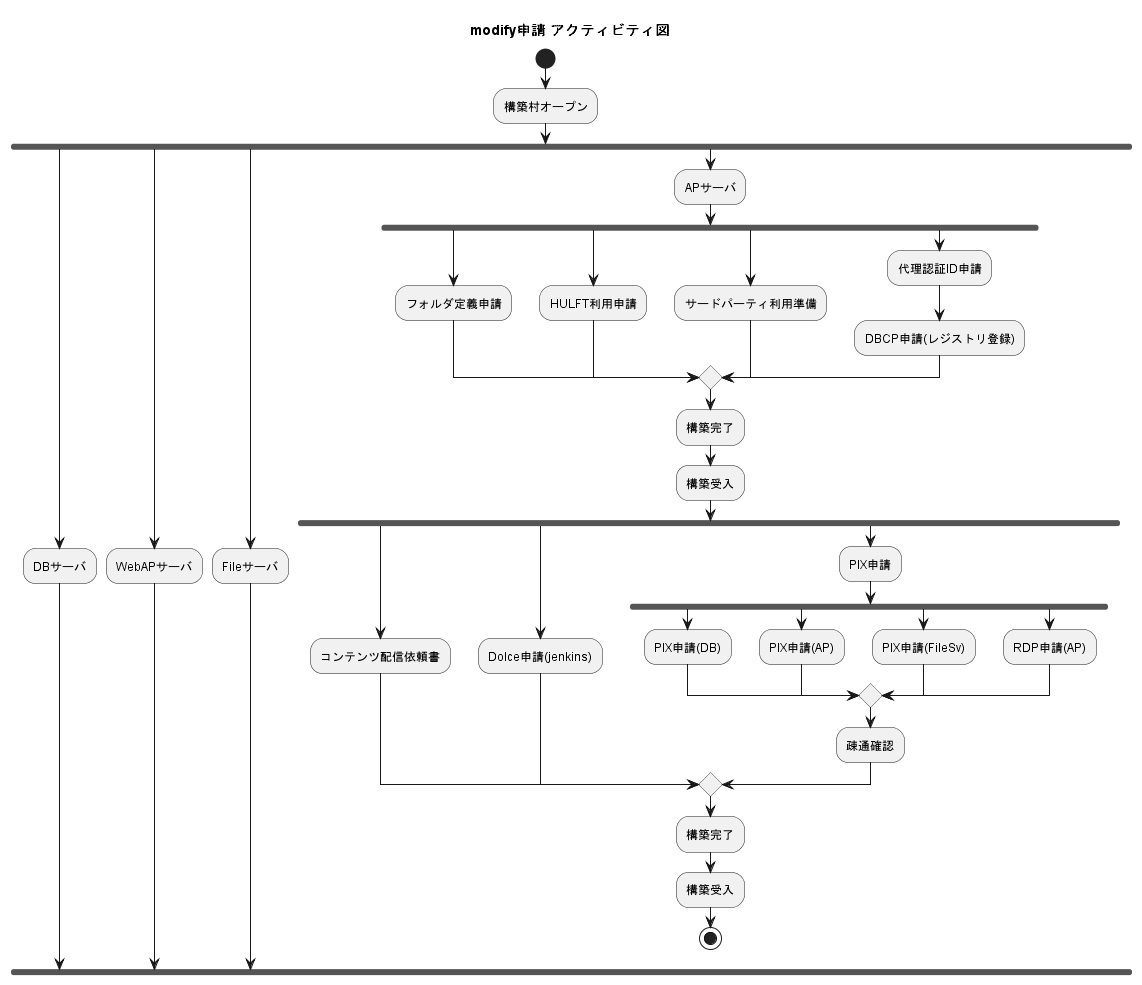 modify申請 アクティビティ図
構築村オープン
APサーバ
代理認証ID申請
フォルダ定義申請
HULFT利用申請
サードパーティ利用準備
DBCP申請(レジストリ登録)
構築完了
構築受入
DBサーバ
WebAPサーバ
Fileサーバ
PIX申請
コンテンツ配信依頼書
Dolce申請(jenkins)
PIX申請(DB)
PIX申請(AP)
PIX申請(FileSv)
RDP申請(AP)
疎通確認
構築完了
構築受入